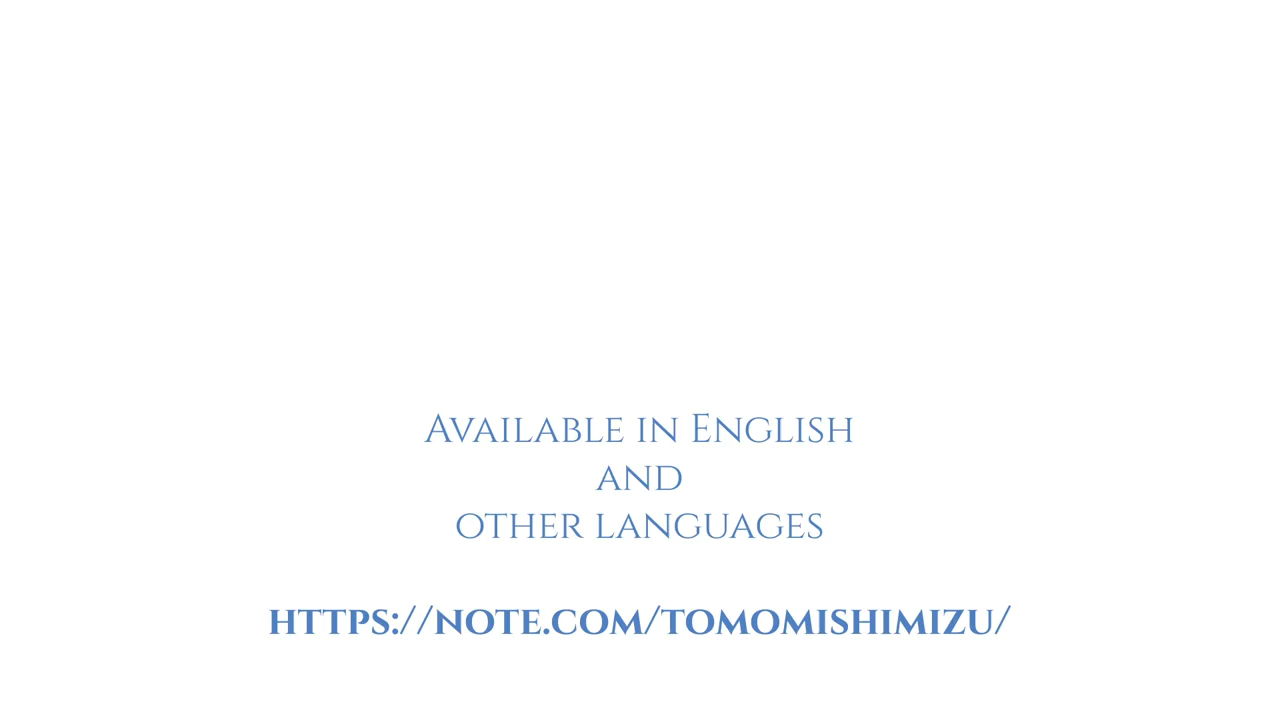 Available in English
and
other languages
https://note.com/tomomishimizu/